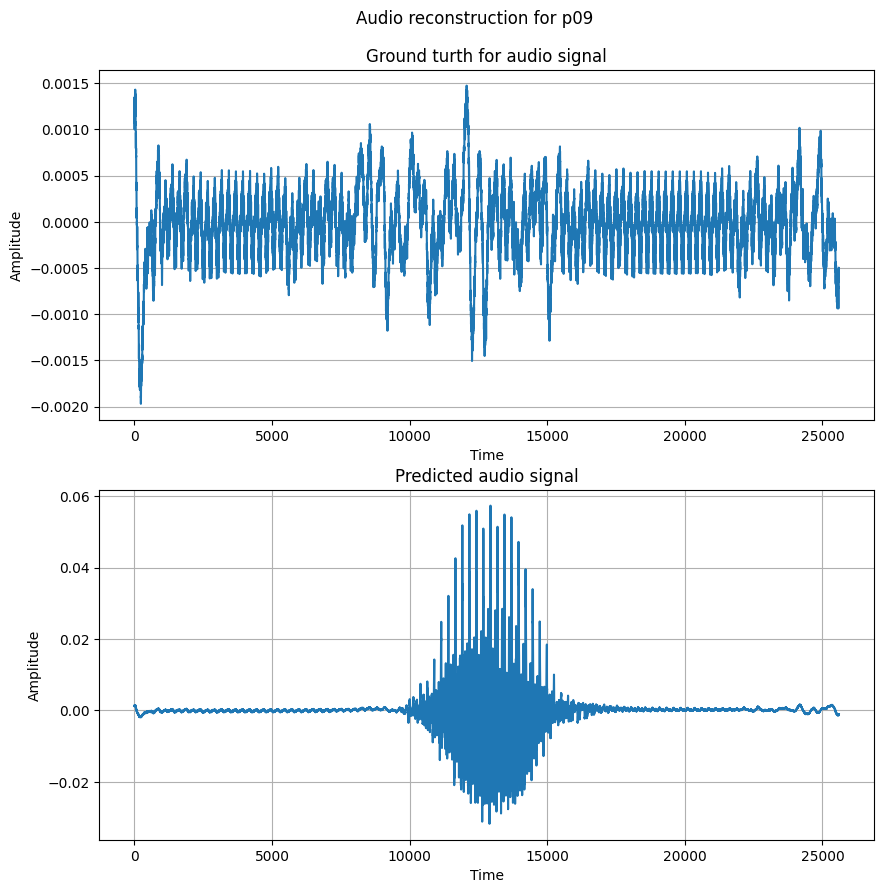 Audio reconstruction for p09
Ground turth for audio signal
0.0015
0.0010
0.0005
0.0000
−0.0005
−0.0010
−0.0015
−0.0020
Amplitude
0 5000 10000 15000 20000 25000
Time
Predicted audio signal
0.06
0.04
0.02
0.00
−0.02
Amplitude
0 5000 10000 15000 20000 25000
Time